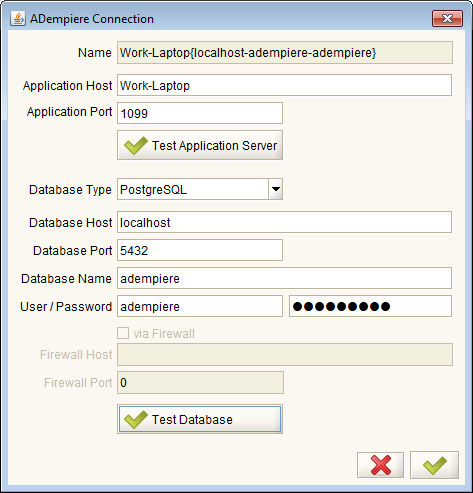 ADempiere Connection
Name Work-Laptop{localhost-adempiere-adempiere}
Application Host Work-Laptop
Application Port 1099
Test Application Server
Database Type PostgreSQL
Database Host localhost
Database Port 5432
Database Name adempiere
User / Password adempiere ●●●●●●●●●
via Firewall
Firewall Host
Firewall Port 0
Test Database